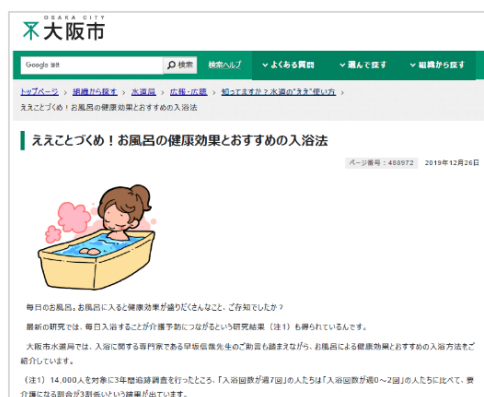 OSAKA CITY
大阪市
Google 提供
検索
検索ヘルプ
よくある質問
選んで探す
組織から探す
トップページ > 組織から探す > 水道局 > 広報・広聴 > 知ってますか？水道の"ええ"使い方 >
ええことづくめ！お風呂の健康効果とおすすめの入浴法
ええことづくめ！お風呂の健康効果とおすすめの入浴法
ページ番号：488972 2019年12月26日
毎日のお風呂。お風呂に入ると健康効果が盛りだくさんなこと、ご存知でしたか？
最新の研究では、毎日入浴することが介護予防につながるという研究結果（注1）も得られているんです。
大阪市水道局では、入浴に関する専門家である早坂信哉先生のご助言も踏まえながら、お風呂による健康効果とおすすめの入浴方法をご
紹介しています。
（注1）14,000人を対象に3年間追跡調査を行ったところ、「入浴回数が週7回」の人たちは「入浴回数が週0～2回」の人たちに比べて、要
介護になる割合が3割低いという結果が出ています。